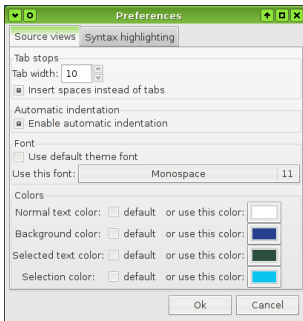 Preferences
Source views
Syntax highlighting
Tab stops
Tab width: 10
Insert spaces instead of tabs
Automatic indentation
Enable automatic indentation
Font
Use default theme font
Use this font: Monospace 11
Colors
Normal text color: default or use this color:
Background color: default or use this color:
Selected text color: default or use this color:
Selection color: default or use this color:
Ok Cancel